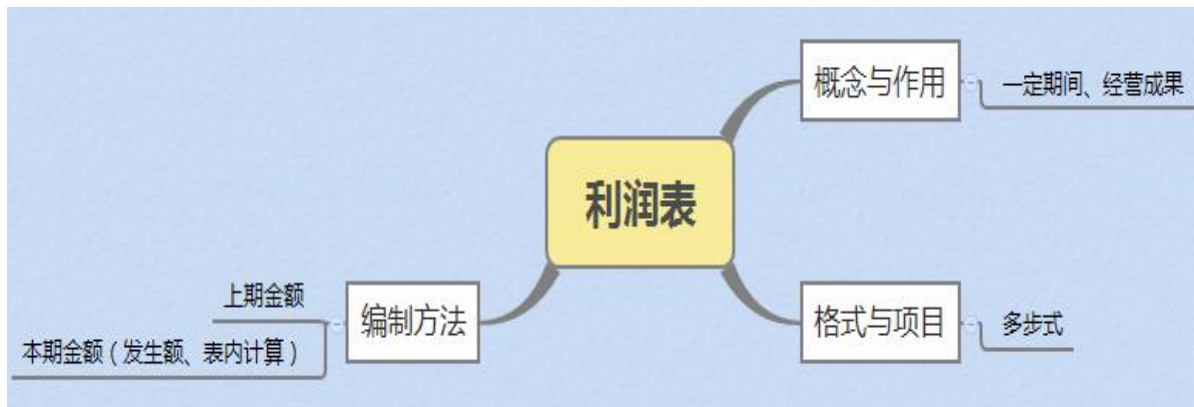 概念与作用
一定期间、经营成果
利润表
上期金额
编制方法
本期金额（发生额、表内计算）
格式与项目
多步式